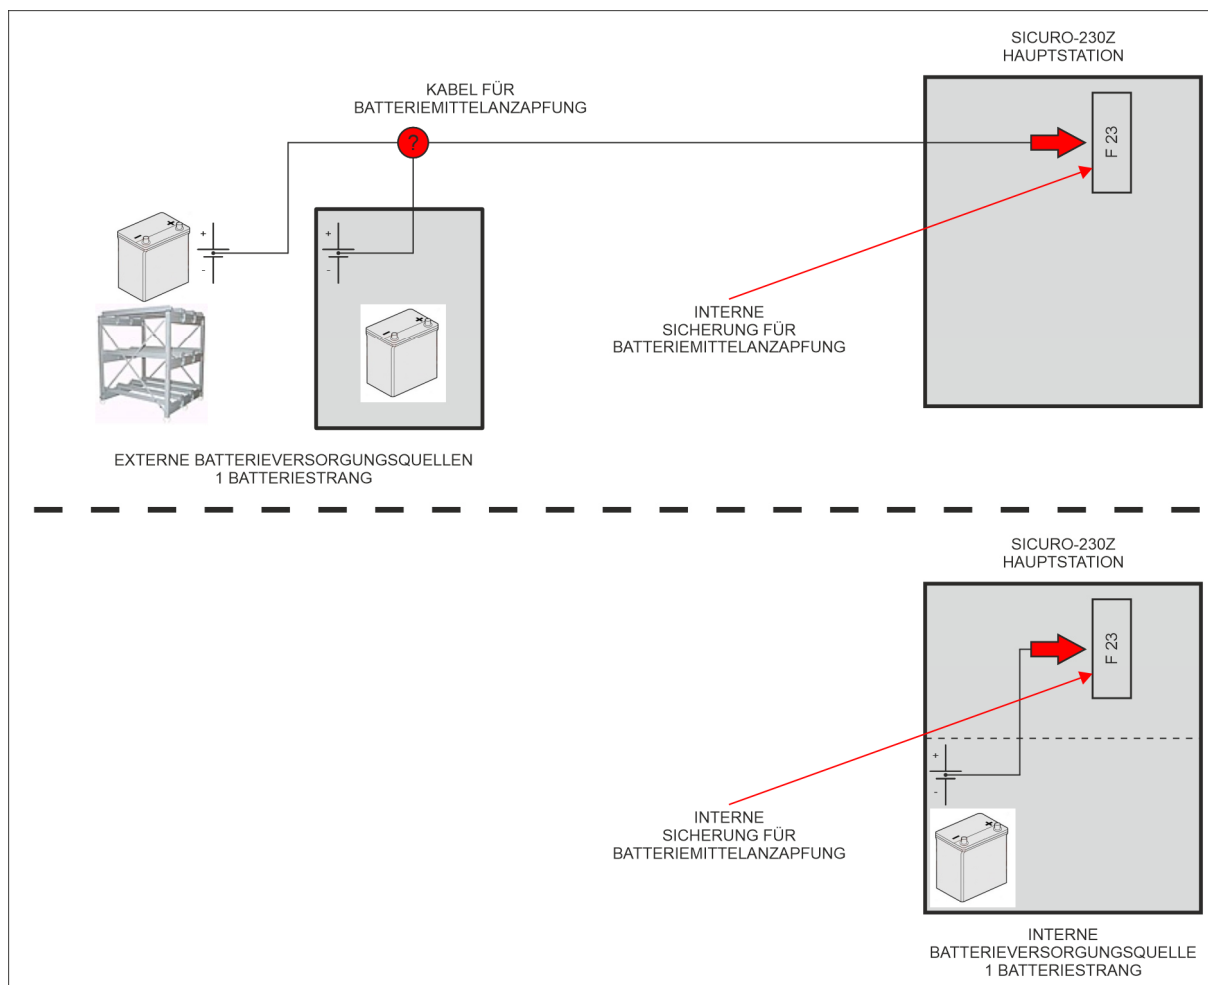 SICURO-230Z
HAUPTSTATION
KABEL FÜR
BATTERIEMITTELANZAPFUNG
?
F 23
+
-
+
-
INTERNE
SICHERUNG FÜR
BATTERIEMITTELANZAPFUNG
EXTERNE BATTERIEVERSORGUNGSQUELLEN
1 BATTERIESTRANG
SICURO-230Z
HAUPTSTATION
F 23
+
-
INTERNE
SICHERUNG FÜR
BATTERIEMITTELANZAPFUNG
INTERNE
BATTERIEVERSORGUNGSQUELLE
1 BATTERIESTRANG